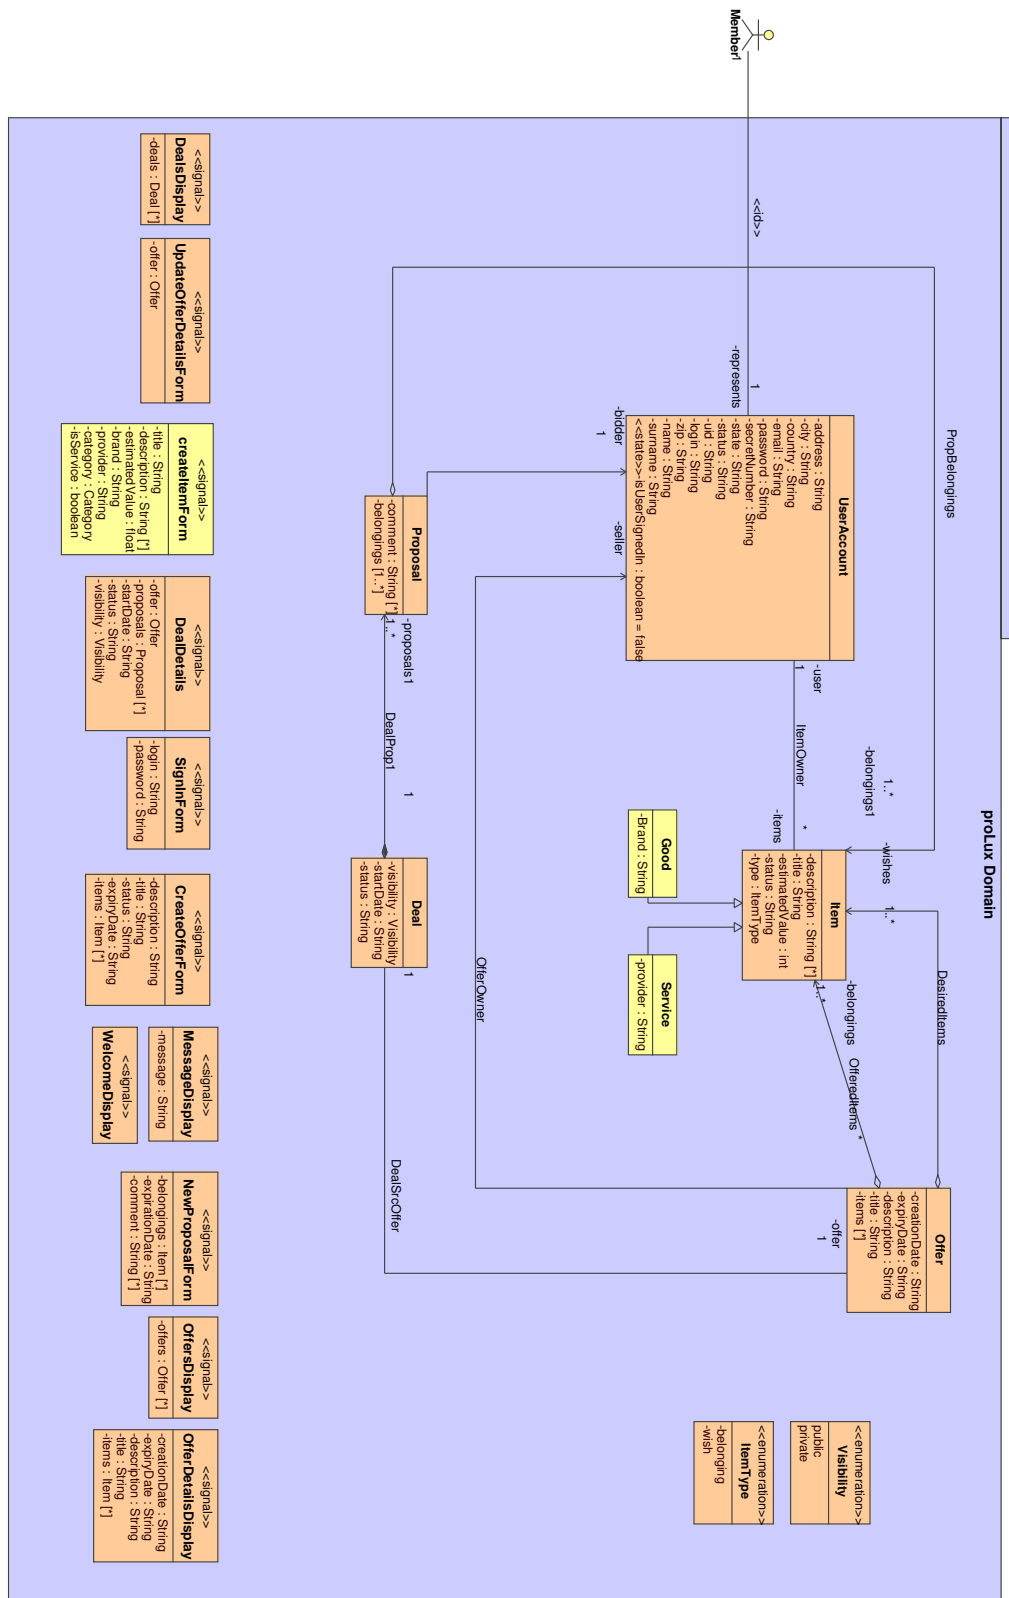 proLux Domain
Member
1
<<id>>
1
-represents
UserAccount
-address : String
-city : String
-country : String
-email : String
-password : String
-secretNumber : String
-state : String
-status : String
-uid : String
-login : String
-zip : String
-name : String
-surname : String
<<state>>-isUserSignedIn : boolean = false
-bidder
1
-seller
PropBelongings
-user
1
ItemOwner
*
-items
1..*
-belongings1
-wishes
1..*
Item
-description : String [*]
-title : String
-estimatedValue : int
-status : String
-type : ItemType
1..*
-belongings
DesiredItems
OfferedItems
*
Offer
-creationDate : String
-expiryDate : String
-description : String
-title : String
-items [*]
-offer
1
Good
-Brand : String
Service
-provider : String
<<enumeration>>
Visibility
public
private
<<enumeration>>
ItemType
-belonging
-wish
Proposal
-comment : String [*]
-belongings [1..*]
-proposals1
1..*
DealProp1
1
Deal
-visibility : Visibility
-startDate : String
-status : String
1
OfferOwner
DealSrcOffer
<<signal>>
DealsDisplay
-deals : Deal [*]
<<signal>>
UpdateOfferDetailsForm
-offer : Offer
<<signal>>
createItemForm
-title : String
-description : String [*]
-estimatedValue : float
-brand : String
-provider : String
-category : Category
-isService : boolean
<<signal>>
DealDetails
-offer : Offer
-proposals : Proposal [*]
-startDate : String
-status : String
-visibility : Visibility
<<signal>>
SignInForm
-login : String
-password : String
<<signal>>
CreateOfferForm
-description : String
-title : String
-status : String
-expiryDate : String
-items : Item [*]
<<signal>>
MessageDisplay
-message : String
<<signal>>
WelcomeDisplay
<<signal>>
NewProposalForm
-belongings : Item [*]
-expirationDate : String
-comment : String [*]
<<signal>>
OffersDisplay
-offers : Offer [*]
<<signal>>
OfferDetailsDisplay
-creationDate : String
-expiryDate : String
-description : String
-title : String
-items : Item [*]